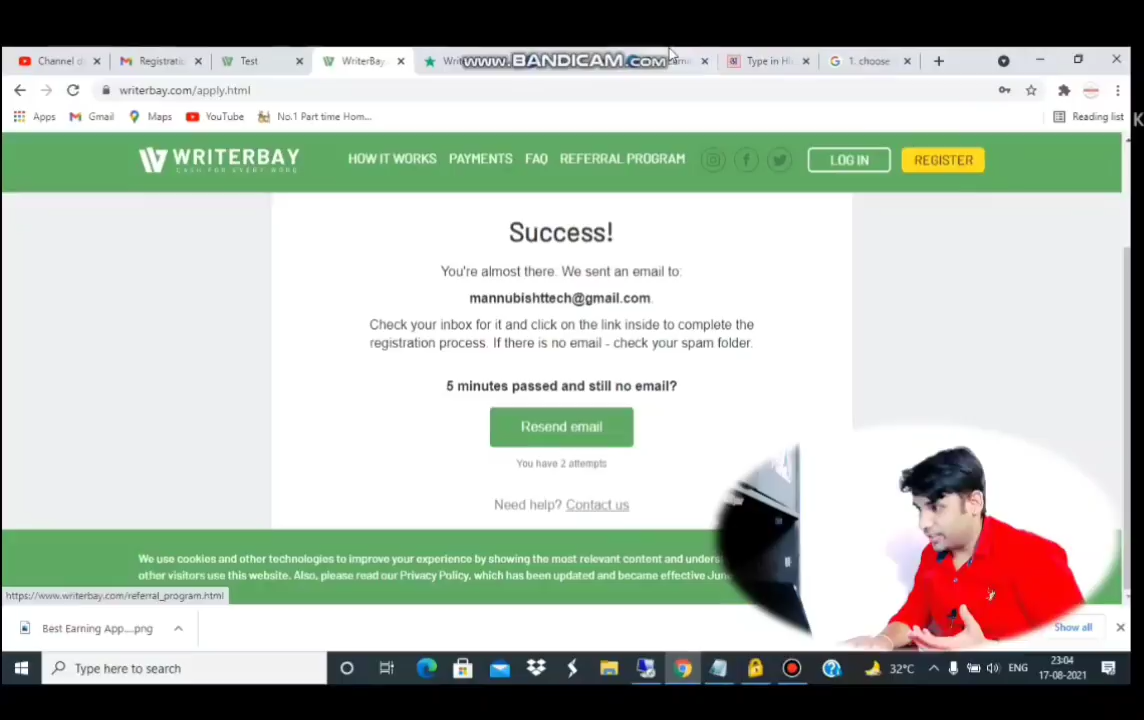 Channel d
Registratio
Test
WriterBay
Wri
www.BANDICAM.com
Type in Hi
1. choose
writerbay.com/apply.html
Apps
Gmail
Maps
YouTube
No.1 Part time Hom...
Reading list
WRITERBAY
CASH FOR EVERY WORD
HOW IT WORKS
PAYMENTS
FAQ
REFERRAL PROGRAM
LOG IN
REGISTER
Success!
You're almost there. We sent an email to:
mannubishttech@gmail.com.
Check your inbox for it and click on the link inside to complete the
registration process. If there is no email - check your spam folder.
5 minutes passed and still no email?
Resend email
You have 2 attempts
Need help? Contact us
We use cookies and other technologies to improve your experience by showing the most relevant content and unders
other visitors use this website. Also, please read our Privacy Policy, which has been updated and became effective Jun
https://www.writerbay.com/referral_program.html
Best Earning App....png
Show all
Type here to search
32°C
ENG
23:04
17-08-2021
K